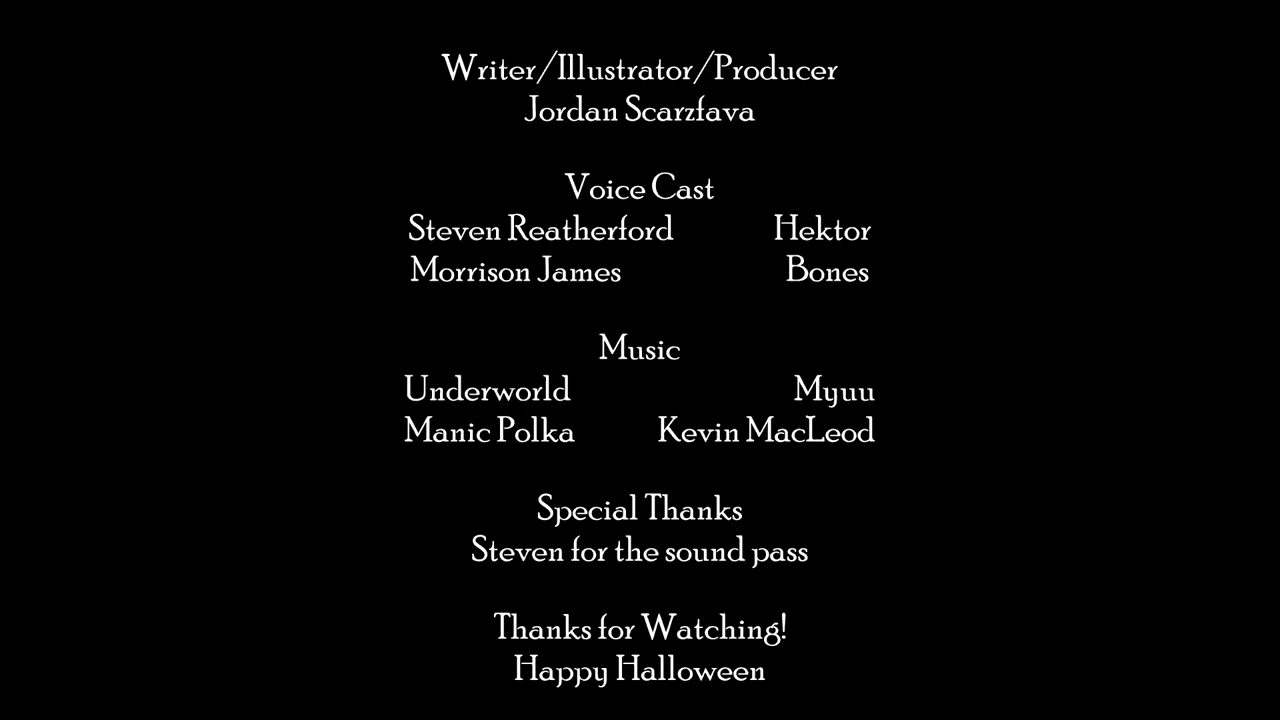 Writer/Illustrator/Producer
Jordan Scarzfava
Voice Cast
Steven Reatherford Hektor
Morrison James Bones
Music
Underworld Myuu
Manic Polka Kevin MacLeod
Special Thanks
Steven for the sound pass
Thanks for Watching!
Happy Halloween